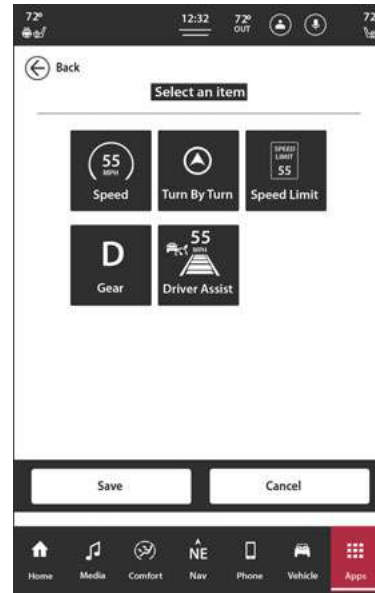 72°
12:32
72°
OUT
72
Back
Select an item
55
MPH
Speed
Turn By Turn
SPEED
LIMIT
55
Speed Limit
D
Gear
55
MPH
Driver Assist
Save
Cancel
NE
Home
Media
Comfort
Nav
Phone
Vehicle
Apps